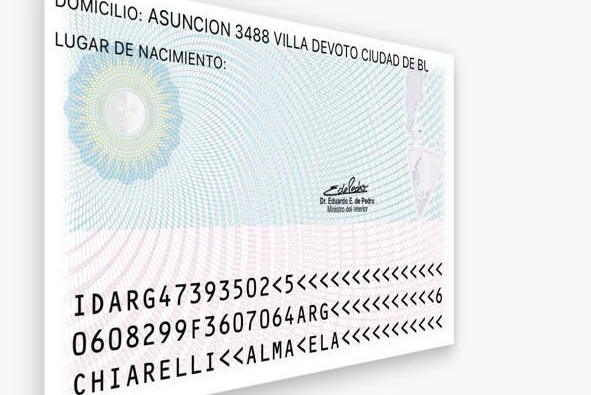 DOMICILIO: ASUNCION 3488 VILLA DEVOTO CIUDAD DE BU
LUGAR DE NACIMIENTO:
Dr. Eduardo E. de Pedro
Ministro del Interior
IDARG47393502<5<<<<<<<<<<<<<<<
0608299F3607064ARG<<<<<<<<<<<6
CHIARELLI<<ALMA<ELA<<<<<<<<<<<